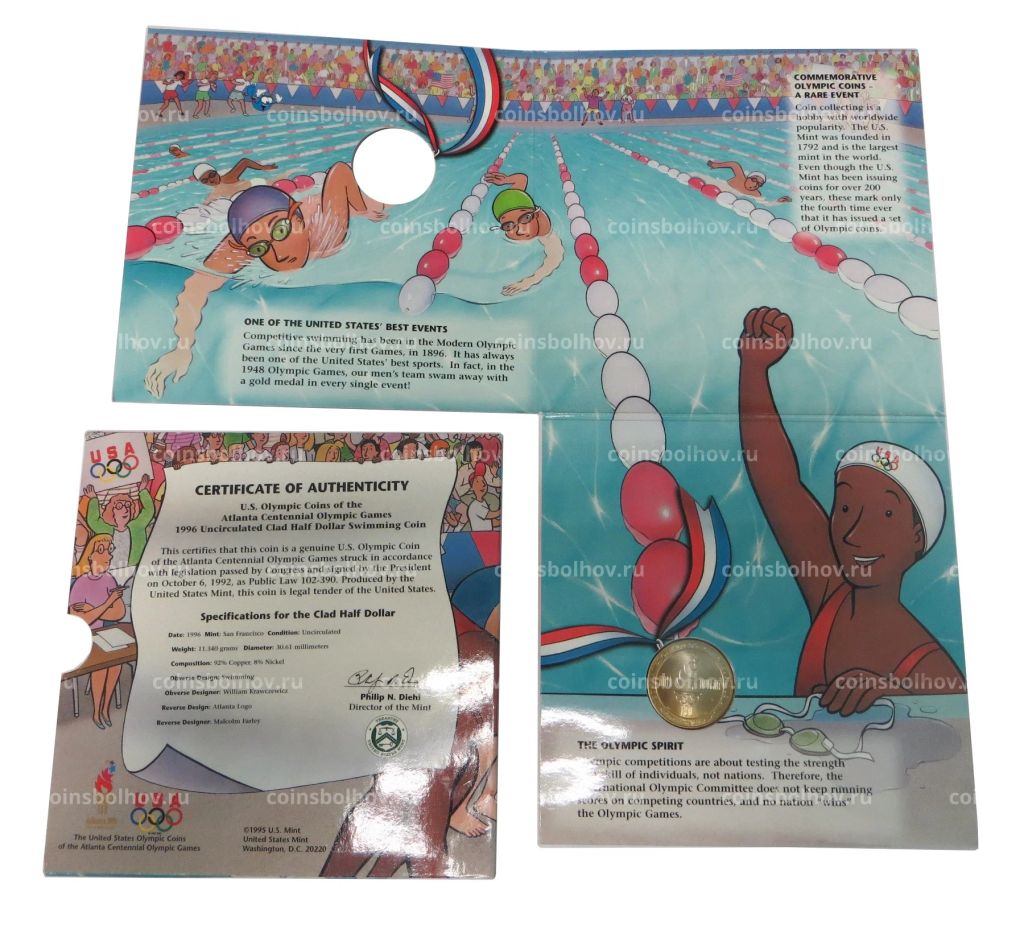 COMMEMORATIVE
OLYMPIC COINS –
A RARE EVENT
Coin collecting is a
hobby with worldwide
popularity. The U.S.
Mint was founded in
1792 and is the largest
mint in the world.
Even though the U.S.
Mint has been issuing
coins for over 200
years, these mark only
the fourth time ever
that it has issued a set
of Olympic coins.
ONE OF THE UNITED STATES' BEST EVENTS
Competitive swimming has been in the Modern Olympic
Games since the very first Games, in 1896. It has always
been one of the United States' best sports. In fact, in the
1948 Olympic Games, our men's team swam away with
a gold medal in every single event!
USA
CERTIFICATE OF AUTHENTICITY
U.S. Olympic Coins of the
Atlanta Centennial Olympic Games
1996 Uncirculated Clad Half Dollar Swimming Coin
This certifies that this coin is a genuine U.S. Olympic Coin
of the Atlanta Centennial Olympic Games struck in accordance
with legislation passed by Congress and signed by the President
on October 6, 1992, as Public Law 102-390. Produced by the
United States Mint, this coin is legal tender of the United States.
Specifications for the Clad Half Dollar
Date: 1996 Mint: San Francisco Condition: Uncirculated
Weight: 11.340 grams Diameter: 30.61 millimeters
Composition: 92% Copper 8% Nickel
Obverse Design: Swimming
Obverse Designer: William Krawczewicz
Reverse Design: Atlanta Logo
Reverse Designer: Malcolm Farley
Philip N. Diehl
Director of the Mint
USA
The United States Olympic Coins
of the Atlanta Centennial Olympic Games
©1995 U.S. Mint
United States Mint
Washington, D.C. 20220
USA
THE OLYMPIC SPIRIT
Olympic competitions are about testing the strength
skill of individuals, not nations. Therefore, the
International Olympic Committee does not keep running
scores on competing countries, and no nation "wins"
the Olympic Games.
coinsbolhov.ru